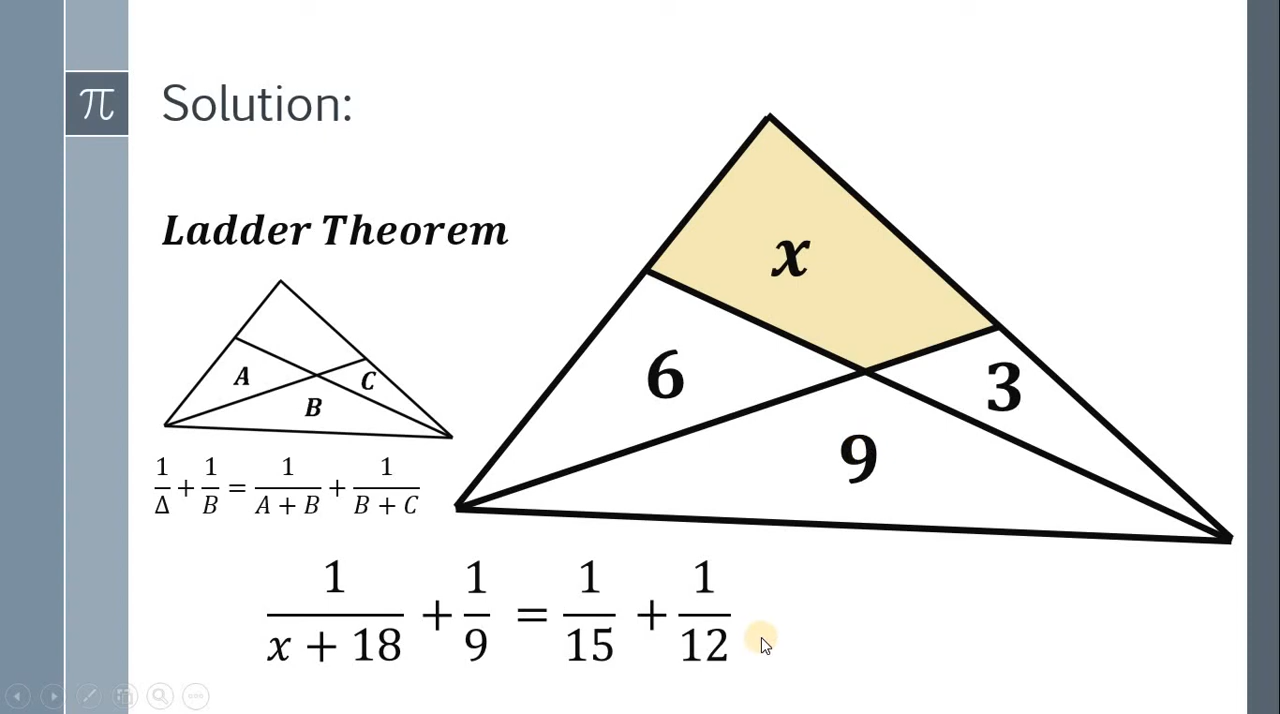 π
Solution:
Ladder Theorem
A
B
C
1/Δ + 1/B = 1/(A + B) + 1/(B + C)
x
6
3
9
1/(x + 18) + 1/9 = 1/15 + 1/12